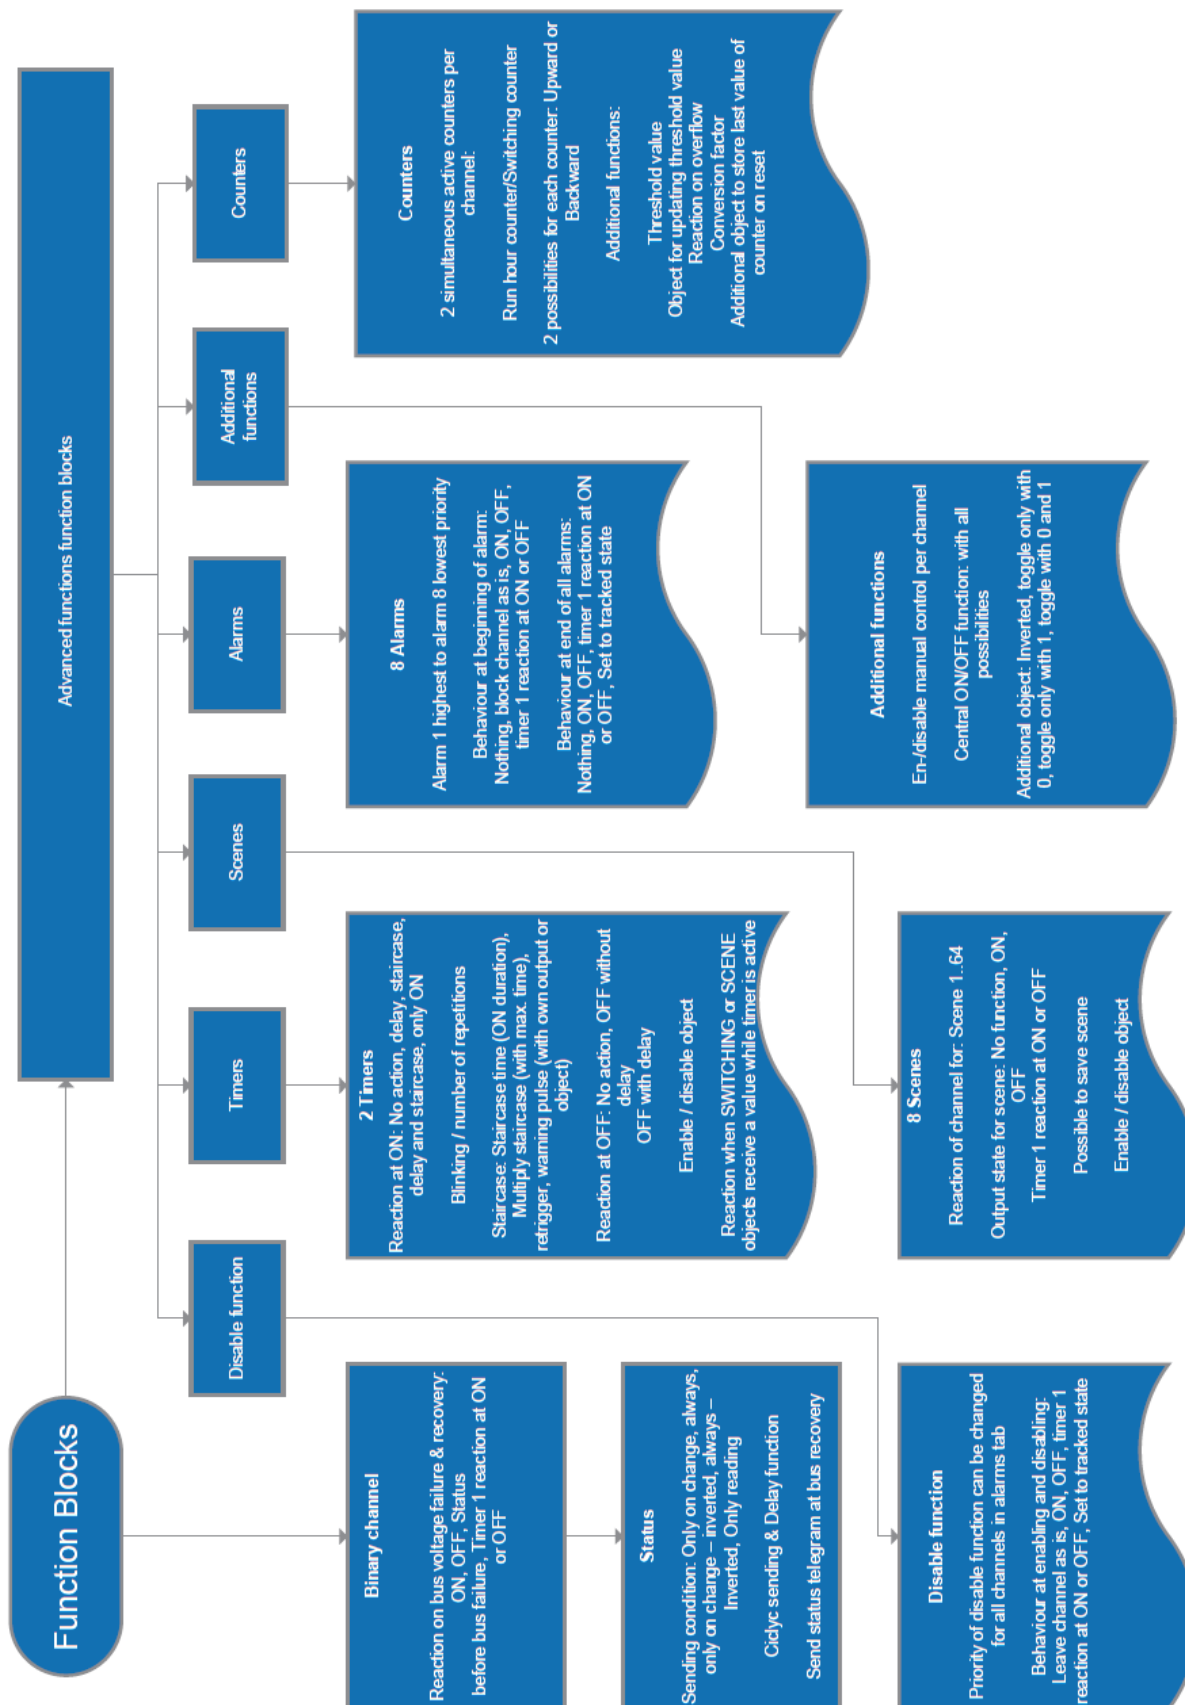 Function Blocks
Advanced functions function blocks
Disable function
Timers
Scenes
Alarms
Additional
functions
Counters
Binary channel
Reaction on bus voltage failure & recovery:
ON, OFF, Status
before bus failure, Timer 1 reaction at ON
or OFF
Status
Sending condition: Only on change, always,
only on change – inverted, always –
Inverted, Only reading
Ciclyc sending & Delay function
Send status telegram at bus recovery
Disable function
Priority of disable function can be changed
for all channels in alarms tab
Behaviour at enabling and disabling:
Leave channel as is, ON, OFF, timer 1
reaction at ON or OFF, Set to tracked state
2 Timers
Reaction at ON: No action, delay, staircase,
delay and staircase, only ON
Blinking / number of repetitions
Staircase: Staircase time (ON duration),
Multiply staircase (with max. time),
retrigger, warning pulse (with own output or
object)
Reaction at OFF: No action, OFF without
delay
OFF with delay
Enable / disable object
Reaction when SWITCHING or SCENE
objects receive a value while timer is active
8 Scenes
Reaction of channel for: Scene 1..64
Output state for scene: No function, ON,
OFF
Timer 1 reaction at ON or OFF
Possible to save scene
Enable / disable object
8 Alarms
Alarm 1 highest to alarm 8 lowest priority
Behaviour at beginning of alarm:
Nothing, block channel as is, ON, OFF,
timer 1 reaction at ON or OFF
Behaviour at end of all alarms:
Nothing, ON, OFF, timer 1 reaction at ON
or OFF, Set to tracked state
Additional functions
En-/disable manual control per channel
Central ON/OFF function: with all
possibilities
Additional object: Inverted, toggle only with
0, toggle only with 1, toggle with 0 and 1
Counters
2 simultaneous active counters per
channel:
Run hour counter/Switching counter
2 possibilities for each counter: Upward or
Backward
Additional functions:
Threshold value
Object for updating threshold value
Reaction on overflow
Conversion factor
Additional object to store last value of
counter on reset